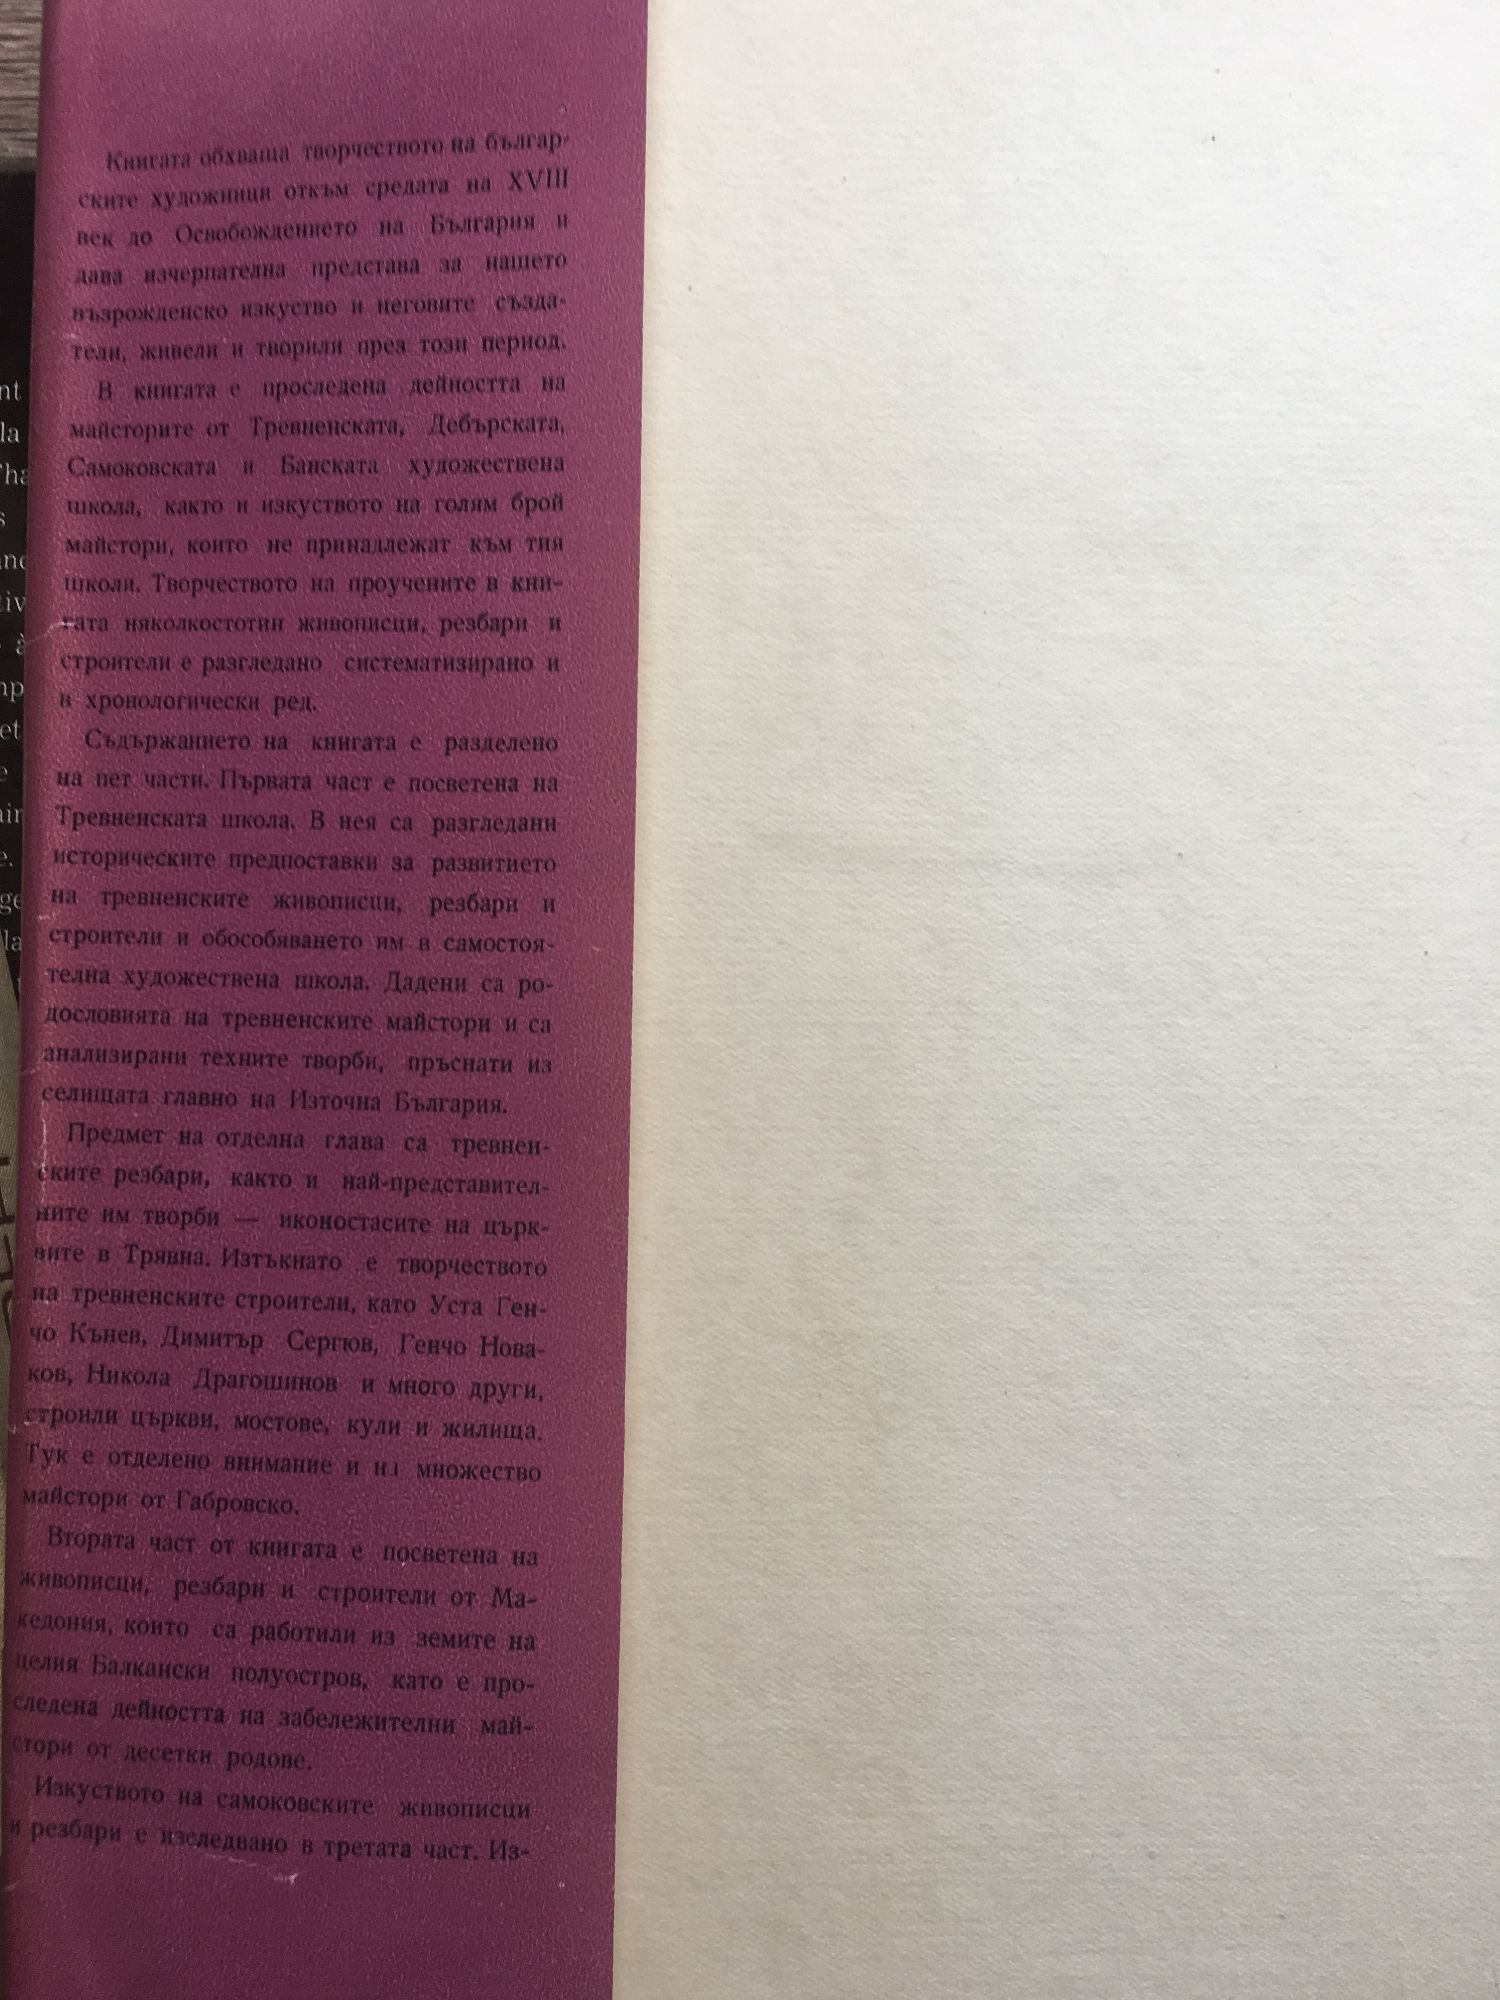 Книгата обхваща творчеството на българ-
ските художници откъм средата на XVIII
век до Освобождението на България и
дава изчерпателна представа за нашето
възрожденско изкуство и неговите създа-
тели, живели и творили през този период.
В книгата е проследена дейността на
майсторите от Тревненската, Дебърската,
Самоковската и Банската художествена
школа, както и изкуството на голям брой
майстори, които не принадлежат към тия
школи. Творчеството на проучените в кни-
гата няколкостотин живописци, резбари и
строители е разгледано систематизирано и
в хронологически ред.
Съдържанието на книгата е разделено
на пет части. Първата част е посветена на
Тревненската школа. В нея са разгледани
историческите предпоставки за развитието
на тревненските живописци, резбари и
строители и обособяването им в самостоя-
телна художествена школа. Дадени са ро-
дословията на тревненските майстори и са
анализирани техните творби, пръснати из
селищата главно на Източна България.
Предмет на отделна глава са тревнен-
ските резбари, както и най-представител-
ните им творби — иконостасите на църк-
вите в Трявна. Изтъкнато е творчеството
на тревненските строители, като Уста Ген-
чо Кънев, Димитър Сергюв, Генчо Нова-
ков, Никола Драгошинов и много други,
строили църкви, мостове, кули и жилища.
Тук е отделено внимание и на множество
майстори от Габровско.
Втората част от книгата е посветена на
живописци, резбари и строители от Ма-
кедония, които са работили из земите на
целия Балкански полуостров, като е про-
следена дейността на забележителни май-
стори от десетки родове.
Изкуството на самоковските живописци
и резбари е изследвано в третата част. Из-
nt
la
s
à
et
e
e.
la